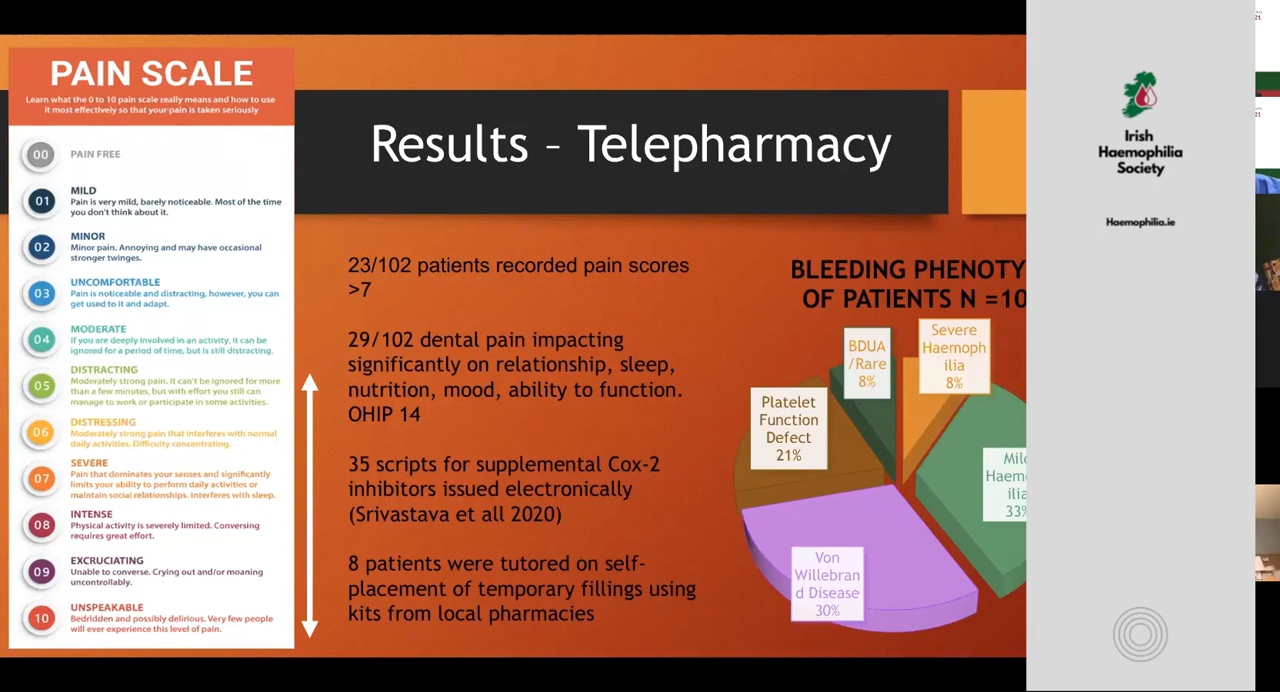 PAIN SCALE
Learn what the 0 to 10 pain scale really means and how to use
it most effectively so that your pain is taken seriously
00
PAIN FREE
01
MILD
Pain is very mild, barely noticeable. Most of the time
you don't think about it.
02
MINOR
Minor pain. Annoying and may have occasional
stronger twinges.
03
UNCOMFORTABLE
Pain is noticeable and distracting, however, you can
get used to it and adapt.
04
MODERATE
If you are deeply involved in an activity, it can be
ignored for a period of time, but is still distracting.
05
DISTRACTING
Moderately strong pain. It can't be ignored for more
than a few minutes, but with effort you still can
manage to work or participate in some activities.
06
DISTRESSING
Moderately strong pain that interferes with normal
daily activities. Difficulty concentrating.
07
SEVERE
Pain that dominates your senses and significantly
limits your ability to perform daily activities or
maintain social relationships. Interferes with sleep.
08
INTENSE
Physical activity is severely limited. Conversing
requires great effort.
09
EXCRUCIATING
Unable to converse. Crying out and/or moaning
uncontrollably.
10
UNSPEAKABLE
Bedridden and possibly delirious. Very few people
will ever experience this level of pain.
Results - Telepharmacy
23/102 patients recorded pain scores
>7
29/102 dental pain impacting
significantly on relationship, sleep,
nutrition, mood, ability to function.
OHIP 14
35 scripts for supplemental Cox-2
inhibitors issued electronically
(Srivastava et all 2020)
8 patients were tutored on self-
placement of temporary fillings using
kits from local pharmacies
BLEEDING PHENOTY
OF PATIENTS N =10
BDUA
/Rare
8%
Severe
Haemoph
ilia
8%
Platelet
Function
Defect
21%
Mild
Haemo
ilia
33%
Von
Willebran
d Disease
30%
Irish
Haemophilia
Society
Haemophilia.ie